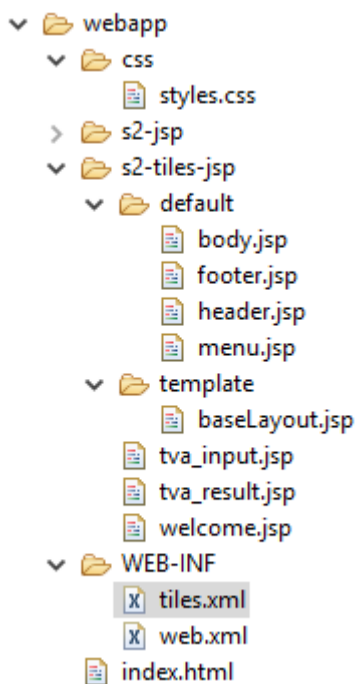 webapp
css
styles.css
s2-jsp
s2-tiles-jsp
default
body.jsp
footer.jsp
header.jsp
menu.jsp
template
baseLayout.jsp
tva_input.jsp
tva_result.jsp
welcome.jsp
WEB-INF
tiles.xml
web.xml
index.html